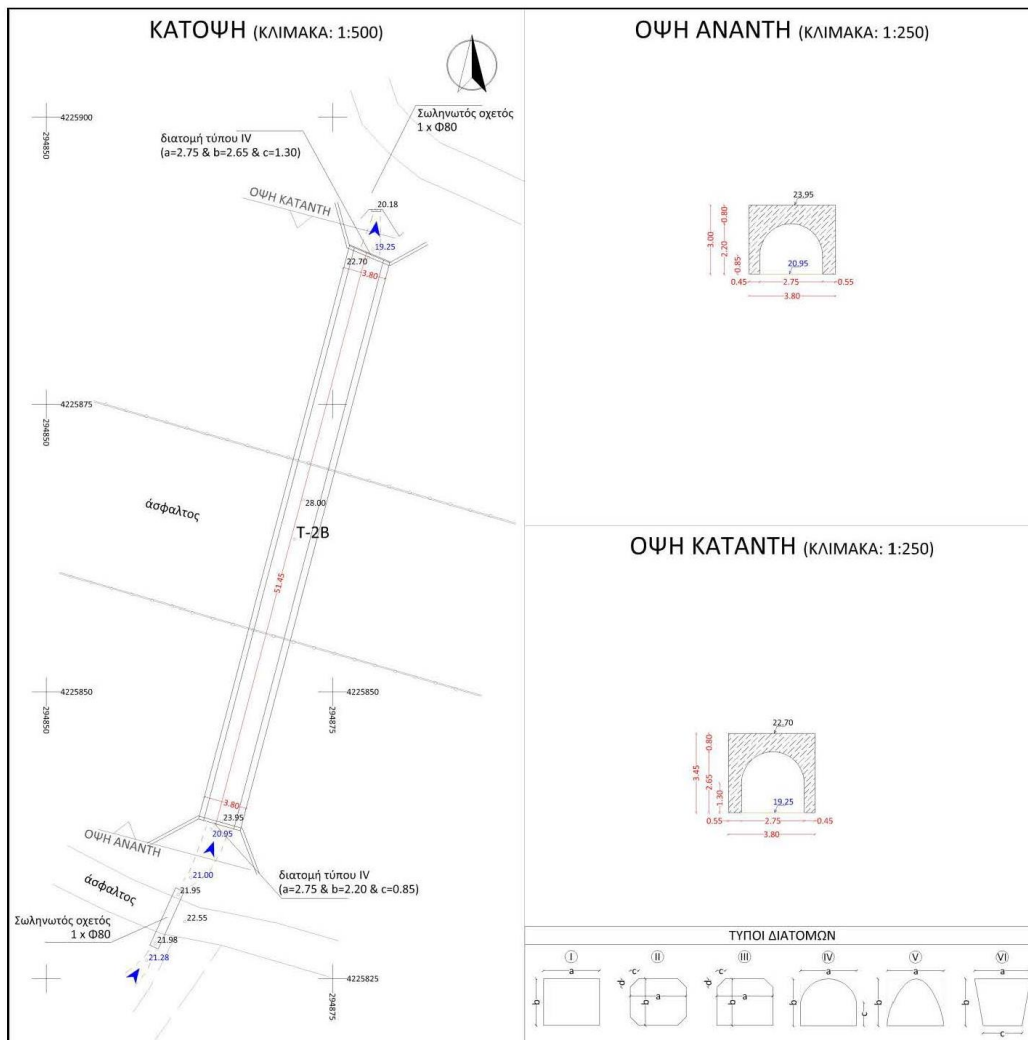 ΚΑΤΟΨΗ (ΚΛΙΜΑΚΑ: 1:500)
4225900
294850
Σωληνωτός οχετός
1 x Φ80
διατομή τύπου IV
(a=2.75 & b=2.65 & c=1.30)
ΟΨΗ ΚΑΤΑΝΤΗ
20.18
19.25
22.70
3.80
4225875
294850
άσφαλτος
28.00
T-2B
51.45
4225850
294850
4225850
294875
3.80
23.95
20.95
ΟΨΗ ΑΝΑΝΤΗ
21.00
διατομή τύπου IV
(a=2.75 & b=2.20 & c=0.85)
άσφαλτος
21.95
22.55
Σωληνωτός οχετός
1 x Φ80
21.98
21.28
4225825
294875
ΟΨΗ ΑΝΑΝΤΗ (ΚΛΙΜΑΚΑ: 1:250)
23.95
3.00
0.80
2.20
0.85
20.95
0.45
2.75
0.55
3.80
ΟΨΗ ΚΑΤΑΝΤΗ (ΚΛΙΜΑΚΑ: 1:250)
22.70
3.45
0.80
2.65
1.30
19.25
0.55
2.75
0.45
3.80
ΤΥΠΟΙ ΔΙΑΤΟΜΩΝ
I
a
b
II
c
d
a
b
III
c
d
a
b
IV
a
b
c
V
a
b
VI
a
b
c